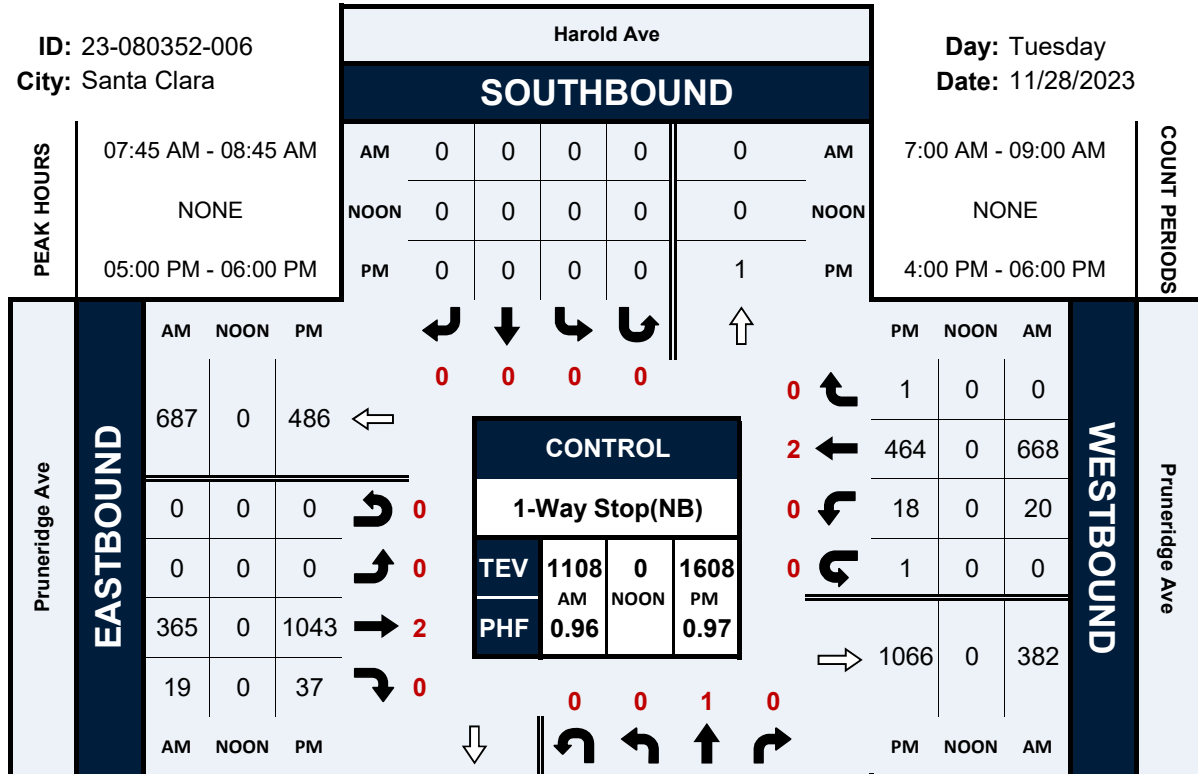 Harold Ave
ID: 23-080352-006
Day: Tuesday
City: Santa Clara
Date: 11/28/2023
SOUTHBOUND
PEAK HOURS
07:45 AM - 08:45 AM
AM 0 0 0 0 0 AM
7:00 AM - 09:00 AM
COUNT PERIODS
NONE
NOON 0 0 0 0 0 NOON
NONE
05:00 PM - 06:00 PM
PM 0 0 0 0 1 PM
4:00 PM - 06:00 PM
AM NOON PM
PM NOON AM
0 0 0 0
0 1 0 0
687 0 486
2 464 0 668
0 0 0 0
0 18 0 20
0 0 0 0
0 1 0 0
365 0 1043 2
1066 0 382
19 0 37 0
Pruneridge Ave
EASTBOUND
CONTROL
1-Way Stop(NB)
TEV 1108 0 1608
AM NOON PM
PHF 0.96 0.97
WESTBOUND
Pruneridge Ave
0 0 1 0
AM NOON PM
PM NOON AM